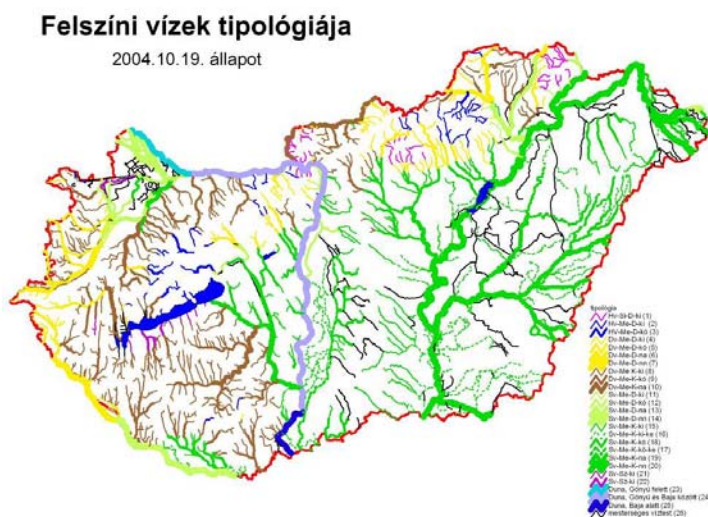 Felszíni vízek tipológiája
2004.10.19. állapot
tipológia
Hv-Szi-D-ki (1)
Hv-Me-D-ki (2)
HV-Me-D-kö (3)
Dv-Me-D-ki (4)
Dv-Me-D-kö (5)
Dv-Me-D-na (6)
Dv-Me-D-nn (7)
Dv-Me K-ki (8)
Dv-Me-K-kö (9)
Dv-Me-K-na (10)
Sv-Me-D-ki (11)
Sv-Me-D-kö (12)
Sv-Me-D-na (13)
Sv-Me-D-nn (14)
Sv-Me-K-ki (15)
Sv-Me-K-ki-ke (16)
Sv-Me-K-kö (18)
Sv-Me-K-kö-ke (17)
Sv-Me-K-na (19)
Sv-Me-K-nn (20)
Sv-Sz-ki (21)
Sv-Sz-ki (22)
Duna, Gönyű felett (23)
Duna, Gönyű és Baja között (24
Duna, Baja alatt (25)
mesterséges víztest (26)